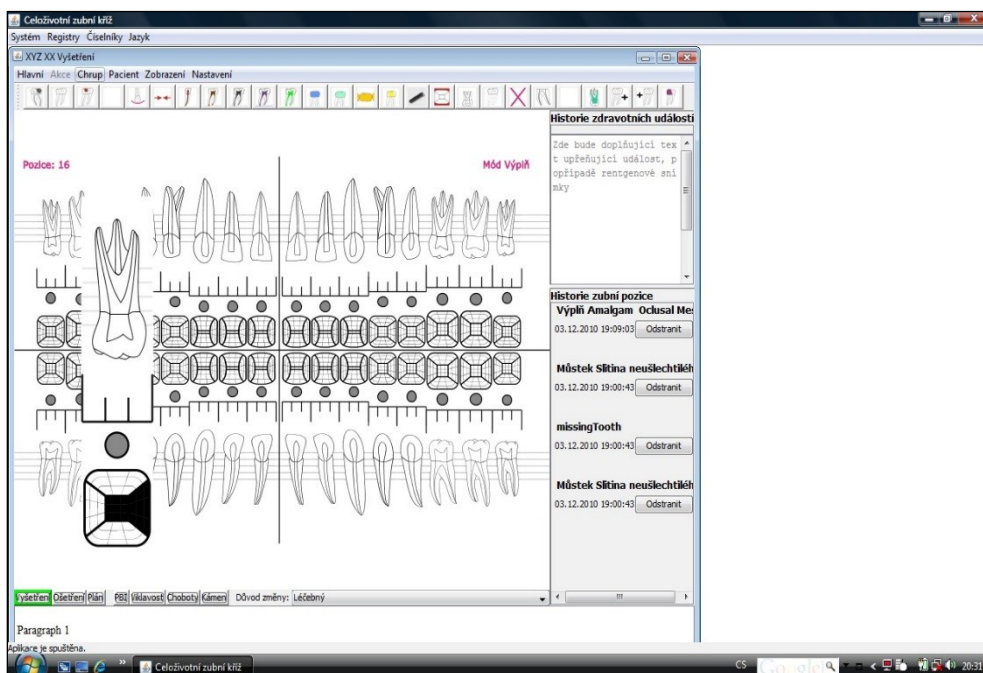 Celoživotní zubní kříž
Systém Registry Číselníky Jazyk
XYZ XX Vyšetření
Hlavní Akce Chrup Pacient Zobrazení Nastavení
Pozice: 16
Mód Výplň
Historie zdravotních událostí
Zde bude doplňující tex
t upřeňující událost, p
opřípadě rentgenové sní
mky
Historie zubní pozice
Výplň Amalgam Oclusal Me
03.12.2010 19:09:03 Odstranit
Můstek Slitina neušlechtiléh
03.12.2010 19:00:43 Odstranit
missingTooth
03.12.2010 19:00:43 Odstranit
Můstek Slitina neušlechtiléh
03.12.2010 19:00:43 Odstranit
Vyšetření Ošetření Plán PBI Viklavost Choboty Kámen Důvod změny: Léčebný
Paragraph 1
Aplikace je spuštěna.
Celoživotní zubní kříž
CS Google 20:31